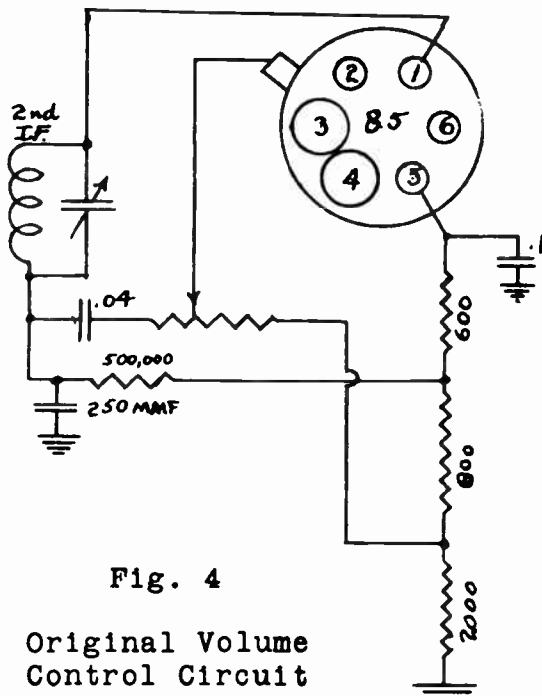 2nd
I.F.
2
1
3
85
6
4
5
.1
.04
600
500,000
250 MMF
800
2000
Fig. 4
Original Volume
Control Circuit